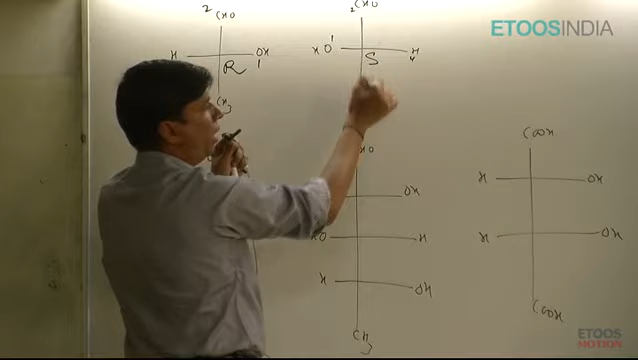 ETOOSINDIA
2 CHO
H OH
1
R
CH3
2 CHO
HO 1 H
S 4
HO
OH
HO H
H OH
CH3
COOH
H OH
H OH
COOH
ETOOS
MOTION